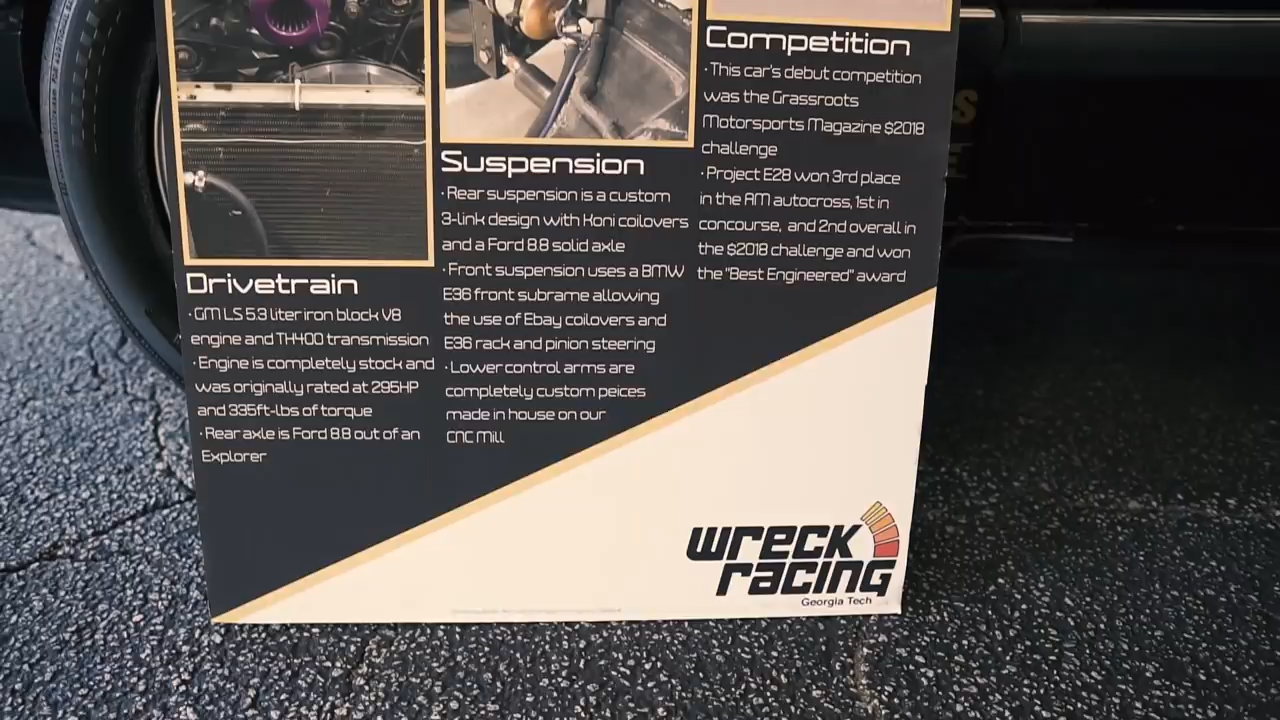 Drivetrain
·GM LS 5.3 liter iron block V8
engine and TH400 transmission
·Engine is completely stock and
was originally rated at 295HP
and 335ft-lbs of torque
·Rear axle is Ford 8.8 out of an
Explorer
Suspension
·Rear suspension is a custom
3-link design with Koni coilovers
and a Ford 8.8 solid axle
·Front suspension uses a BMW
E36 front subrame allowing
the use of Ebay coilovers and
E36 rack and pinion steering
·Lower control arms are
completely custom peices
made in house on our
CNC Mill
Competition
·This car's debut competition
was the Grassroots
Motorsports Magazine $2018
challenge
·Project E28 won 3rd place
in the AM autocross, 1st in
concourse, and 2nd overall in
the $2018 challenge and won
the "Best Engineered" award
wreck
racing
Georgia Tech